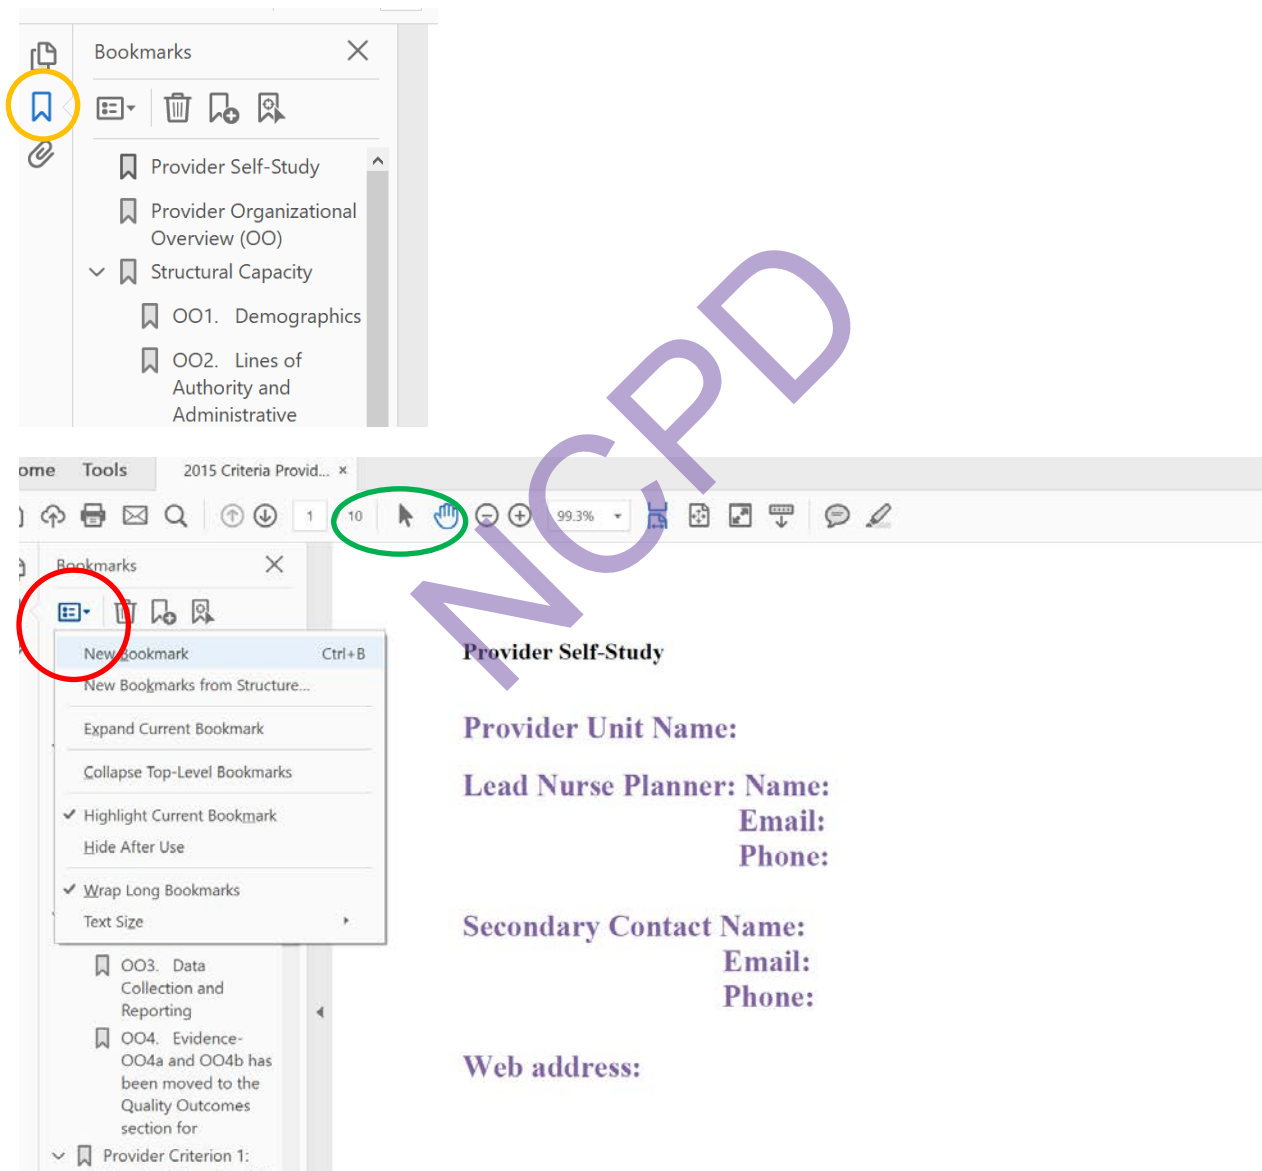 Bookmarks
Provider Self-Study
Provider Organizational
Overview (OO)
Structural Capacity
OO1. Demographics
OO2. Lines of
Authority and
Administrative
NCPD
ome Tools 2015 Criteria Provid... ×
1 10 99.3%
Bookmarks
New Bookmark Ctrl+B
New Bookmarks from Structure...
Expand Current Bookmark
Collapse Top-Level Bookmarks
Highlight Current Bookmark
Hide After Use
Wrap Long Bookmarks
Text Size
OO3. Data
Collection and
Reporting
OO4. Evidence-
OO4a and OO4b has
been moved to the
Quality Outcomes
section for
Provider Criterion 1:
Provider Self-Study
Provider Unit Name:
Lead Nurse Planner: Name:
Email:
Phone:
Secondary Contact Name:
Email:
Phone:
Web address: